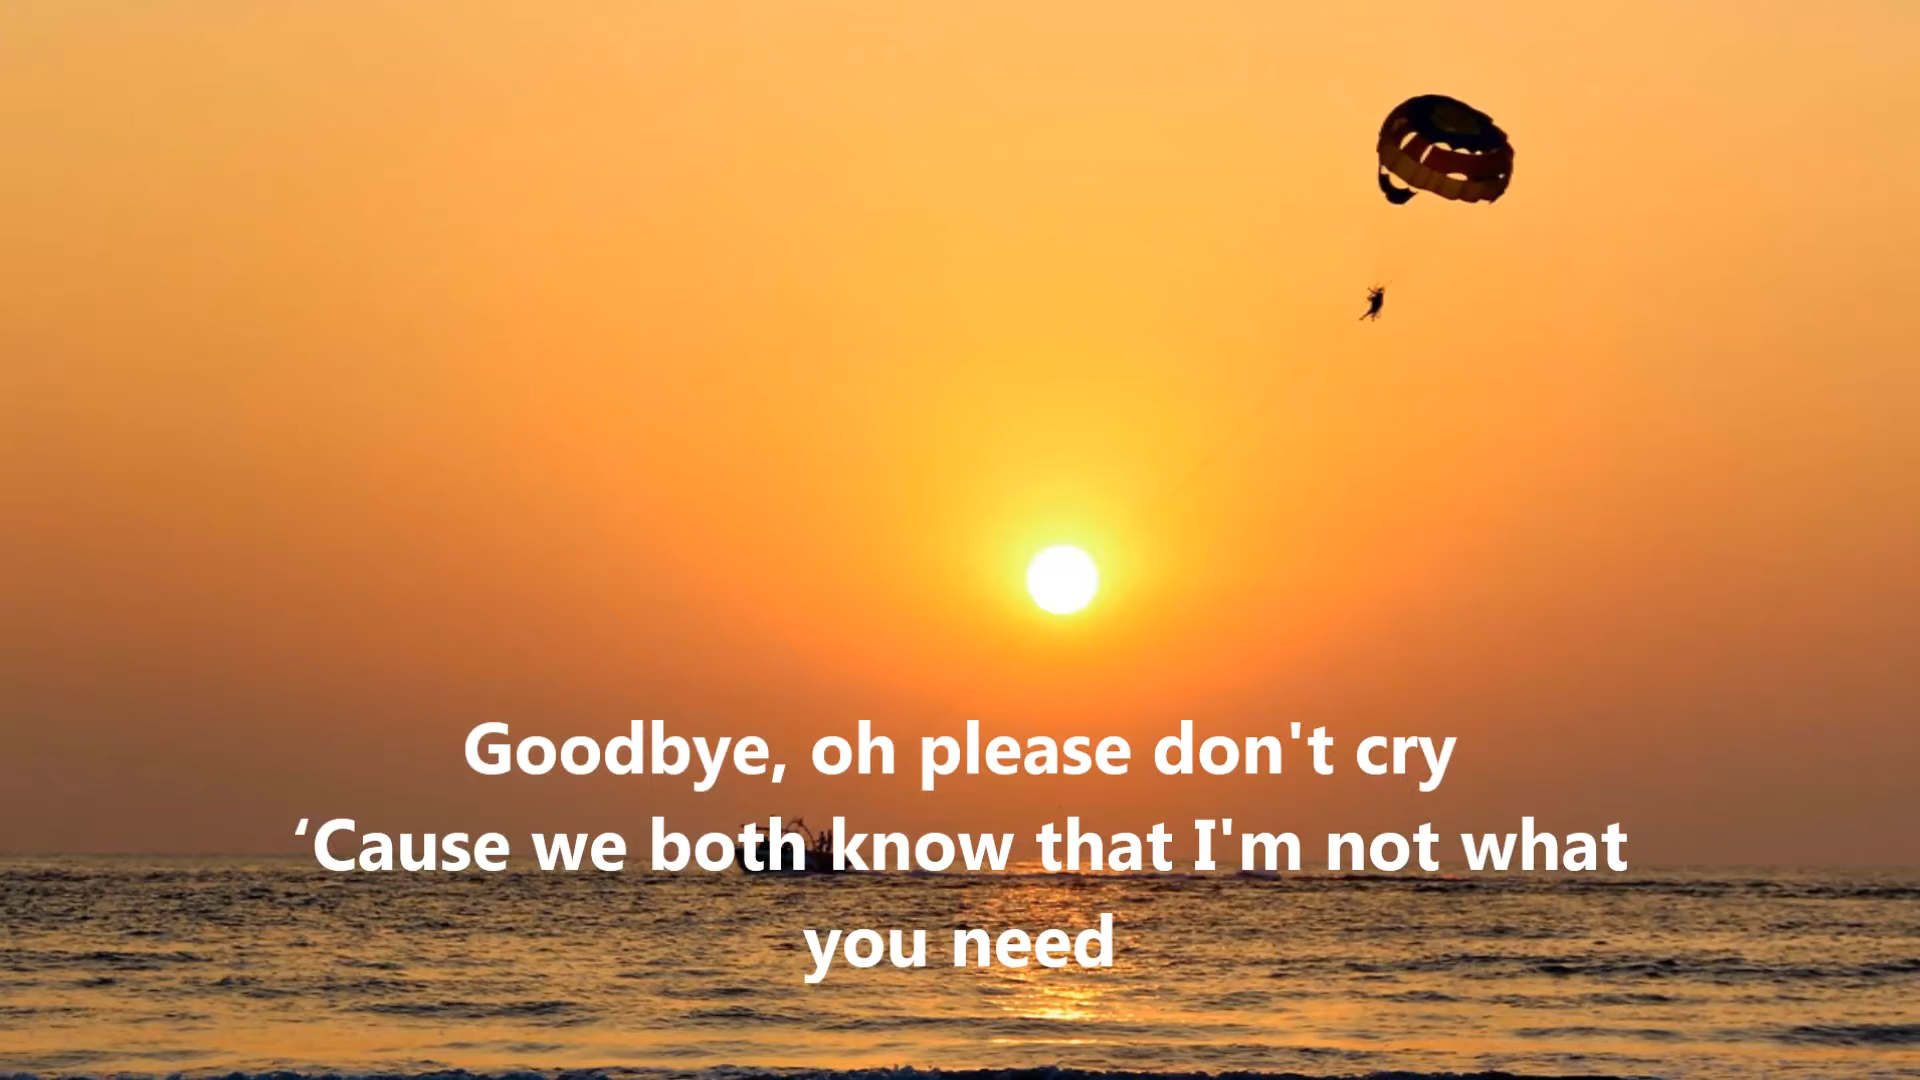 Goodbye, oh please don't cry
‘Cause we both know that I'm not what
you need